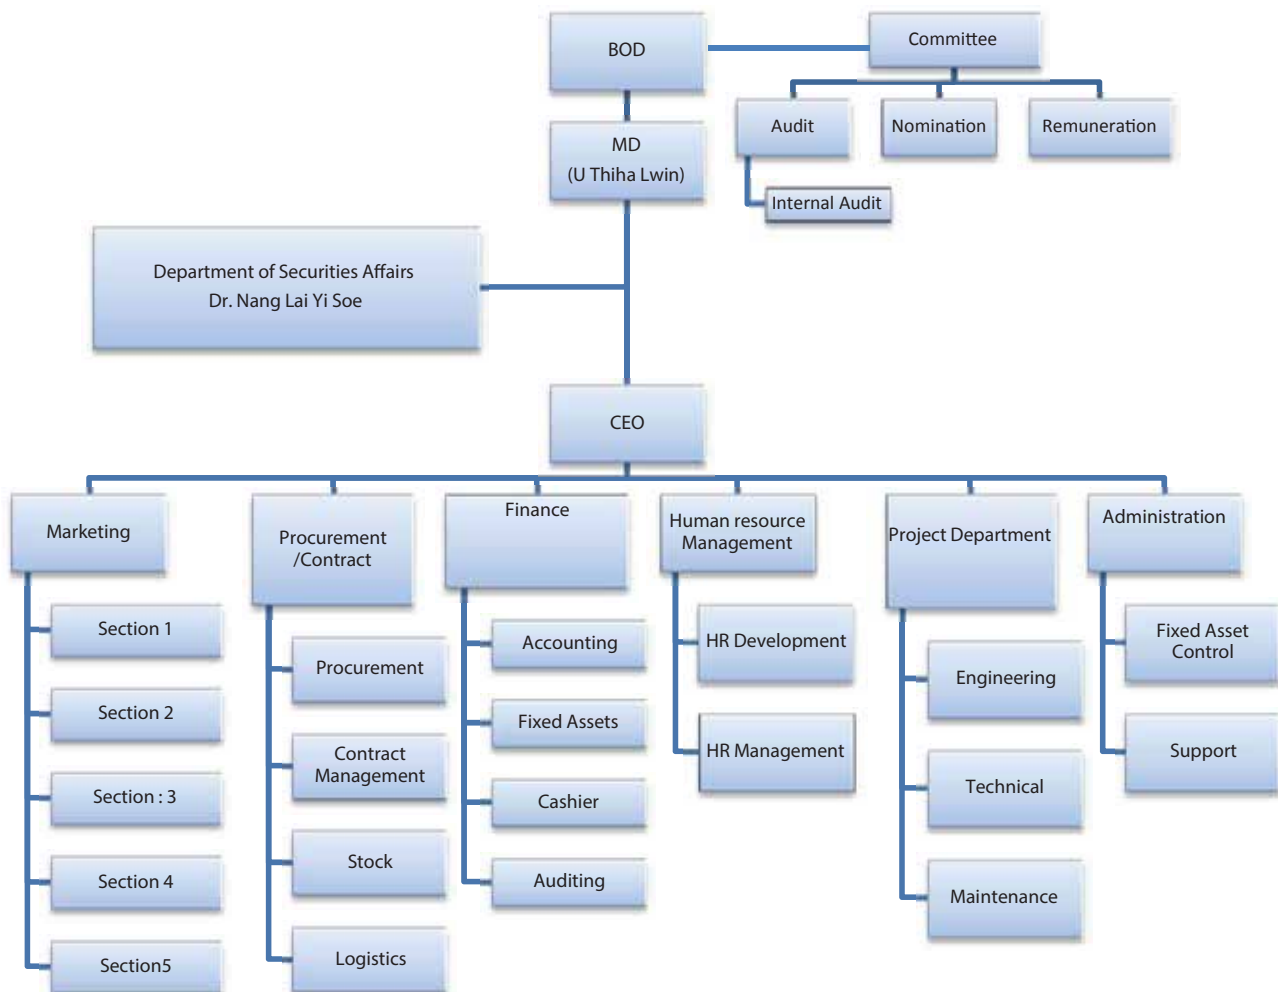 BOD
Committee
Audit
Nomination
Remuneration
Internal Audit
MD
(U Thiha Lwin)
Department of Securities Affairs
Dr. Nang Lai Yi Soe
CEO
Marketing
Section 1
Section 2
Section : 3
Section 4
Section5
Procurement
/Contract
Procurement
Contract
Management
Stock
Logistics
Finance
Accounting
Fixed Assets
Cashier
Auditing
Human resource
Management
HR Development
HR Management
Project Department
Engineering
Technical
Maintenance
Administration
Fixed Asset
Control
Support